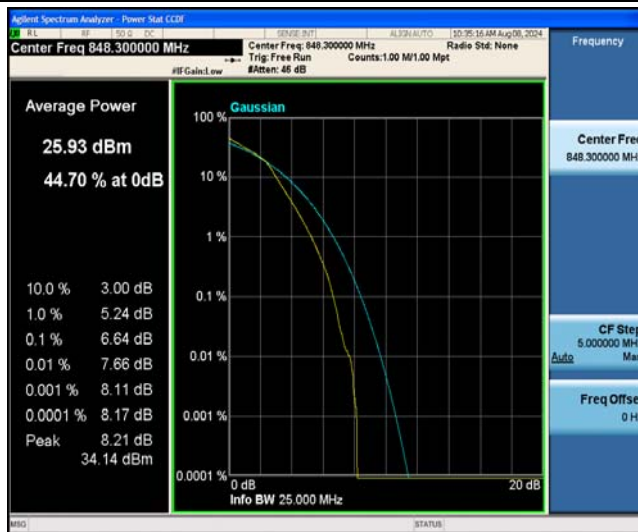 Agilent Spectrum Analyzer - Power Stat CCDF
RL RF 50 Ω DC SENSE:INT ALIGN AUTO 10:35:16 AM Aug 08, 2024
Center Freq 848.300000 MHz
Center Freq: 848.300000 MHz Radio Std: None
Trig: Free Run Counts:1.00 M/1.00 Mpt
#IFGain:Low #Atten: 46 dB
Frequency
Average Power
25.93 dBm
44.70 % at 0dB
10.0 % 3.00 dB
1.0 % 5.24 dB
0.1 % 6.64 dB
0.01 % 7.66 dB
0.001 % 8.11 dB
0.0001 % 8.17 dB
Peak 8.21 dB
34.14 dBm
Gaussian
100 %
10 %
1 %
0.1 %
0.01 %
0.001 %
0.0001 %
0 dB 20 dB
Info BW 25.000 MHz
Center Fre
848.300000 MH
CF Step
5.000000 MH
Auto Ma
Freq Offse
0 H
MSG STATUS